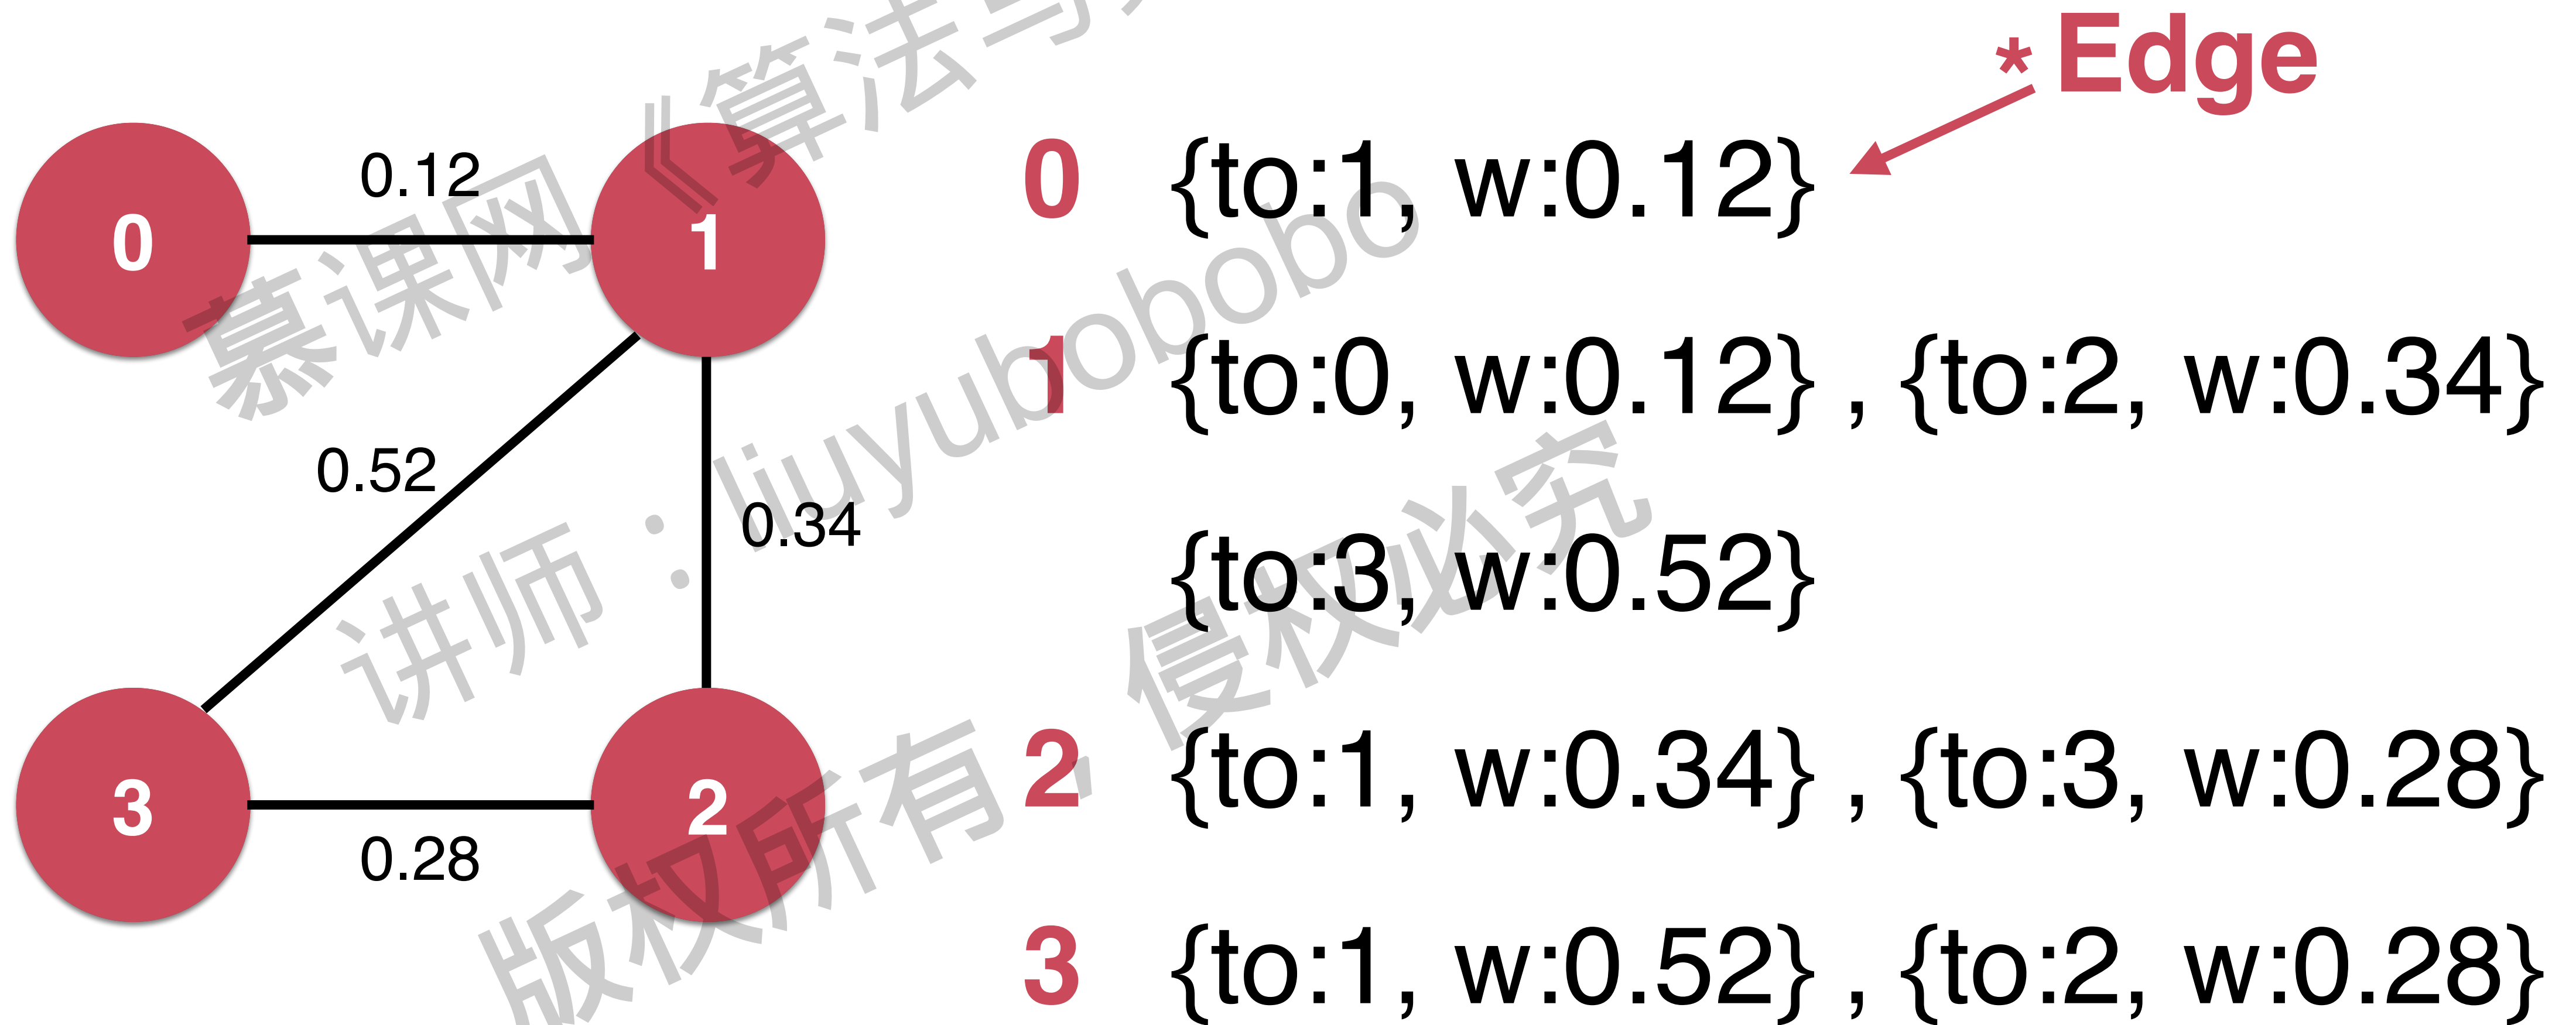 * Edge
0 {to:1, w:0.12}
1 {to:0, w:0.12} , {to:2, w:0.34}
{to:3, w:0.52}
2 {to:1, w:0.34} , {to:3, w:0.28}
3 {to:1, w:0.52} , {to:2, w:0.28}
0
0.12
1
0.52
0.34
3
0.28
2
慕课网《算法与
讲师：liuyubobobo
版权所有，侵权必究